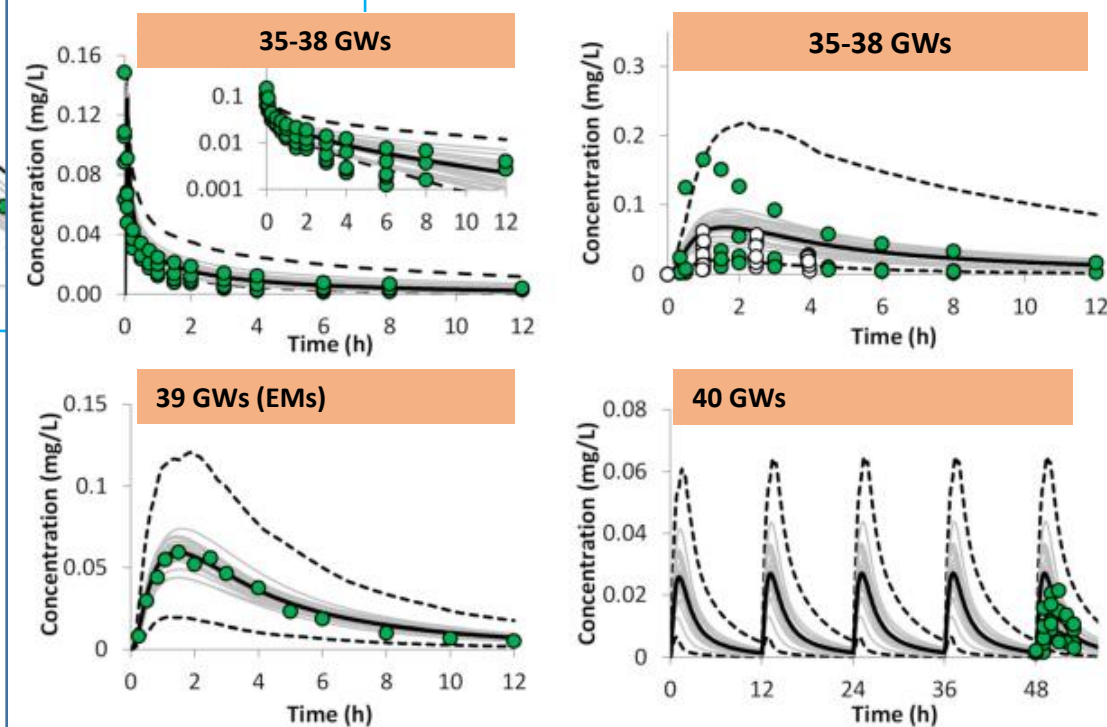 35-38 GWs
Concentration (mg/L)
0.16
0.12
0.08
0.04
0.00
0 2 4 6 8 10 12
Time (h)
0.1
0.01
0.001
0 2 4 6 8 10 12
35-38 GWs
Concentration (mg/L)
0.3
0.2
0.1
0
0 2 4 6 8 10 12
Time (h)
39 GWs (EMs)
Concentration (mg/L)
0.15
0.1
0.05
0
0 2 4 6 8 10 12
Time (h)
40 GWs
Concentration (mg/L)
0.08
0.06
0.04
0.02
0
0 12 24 36 48
Time (h)